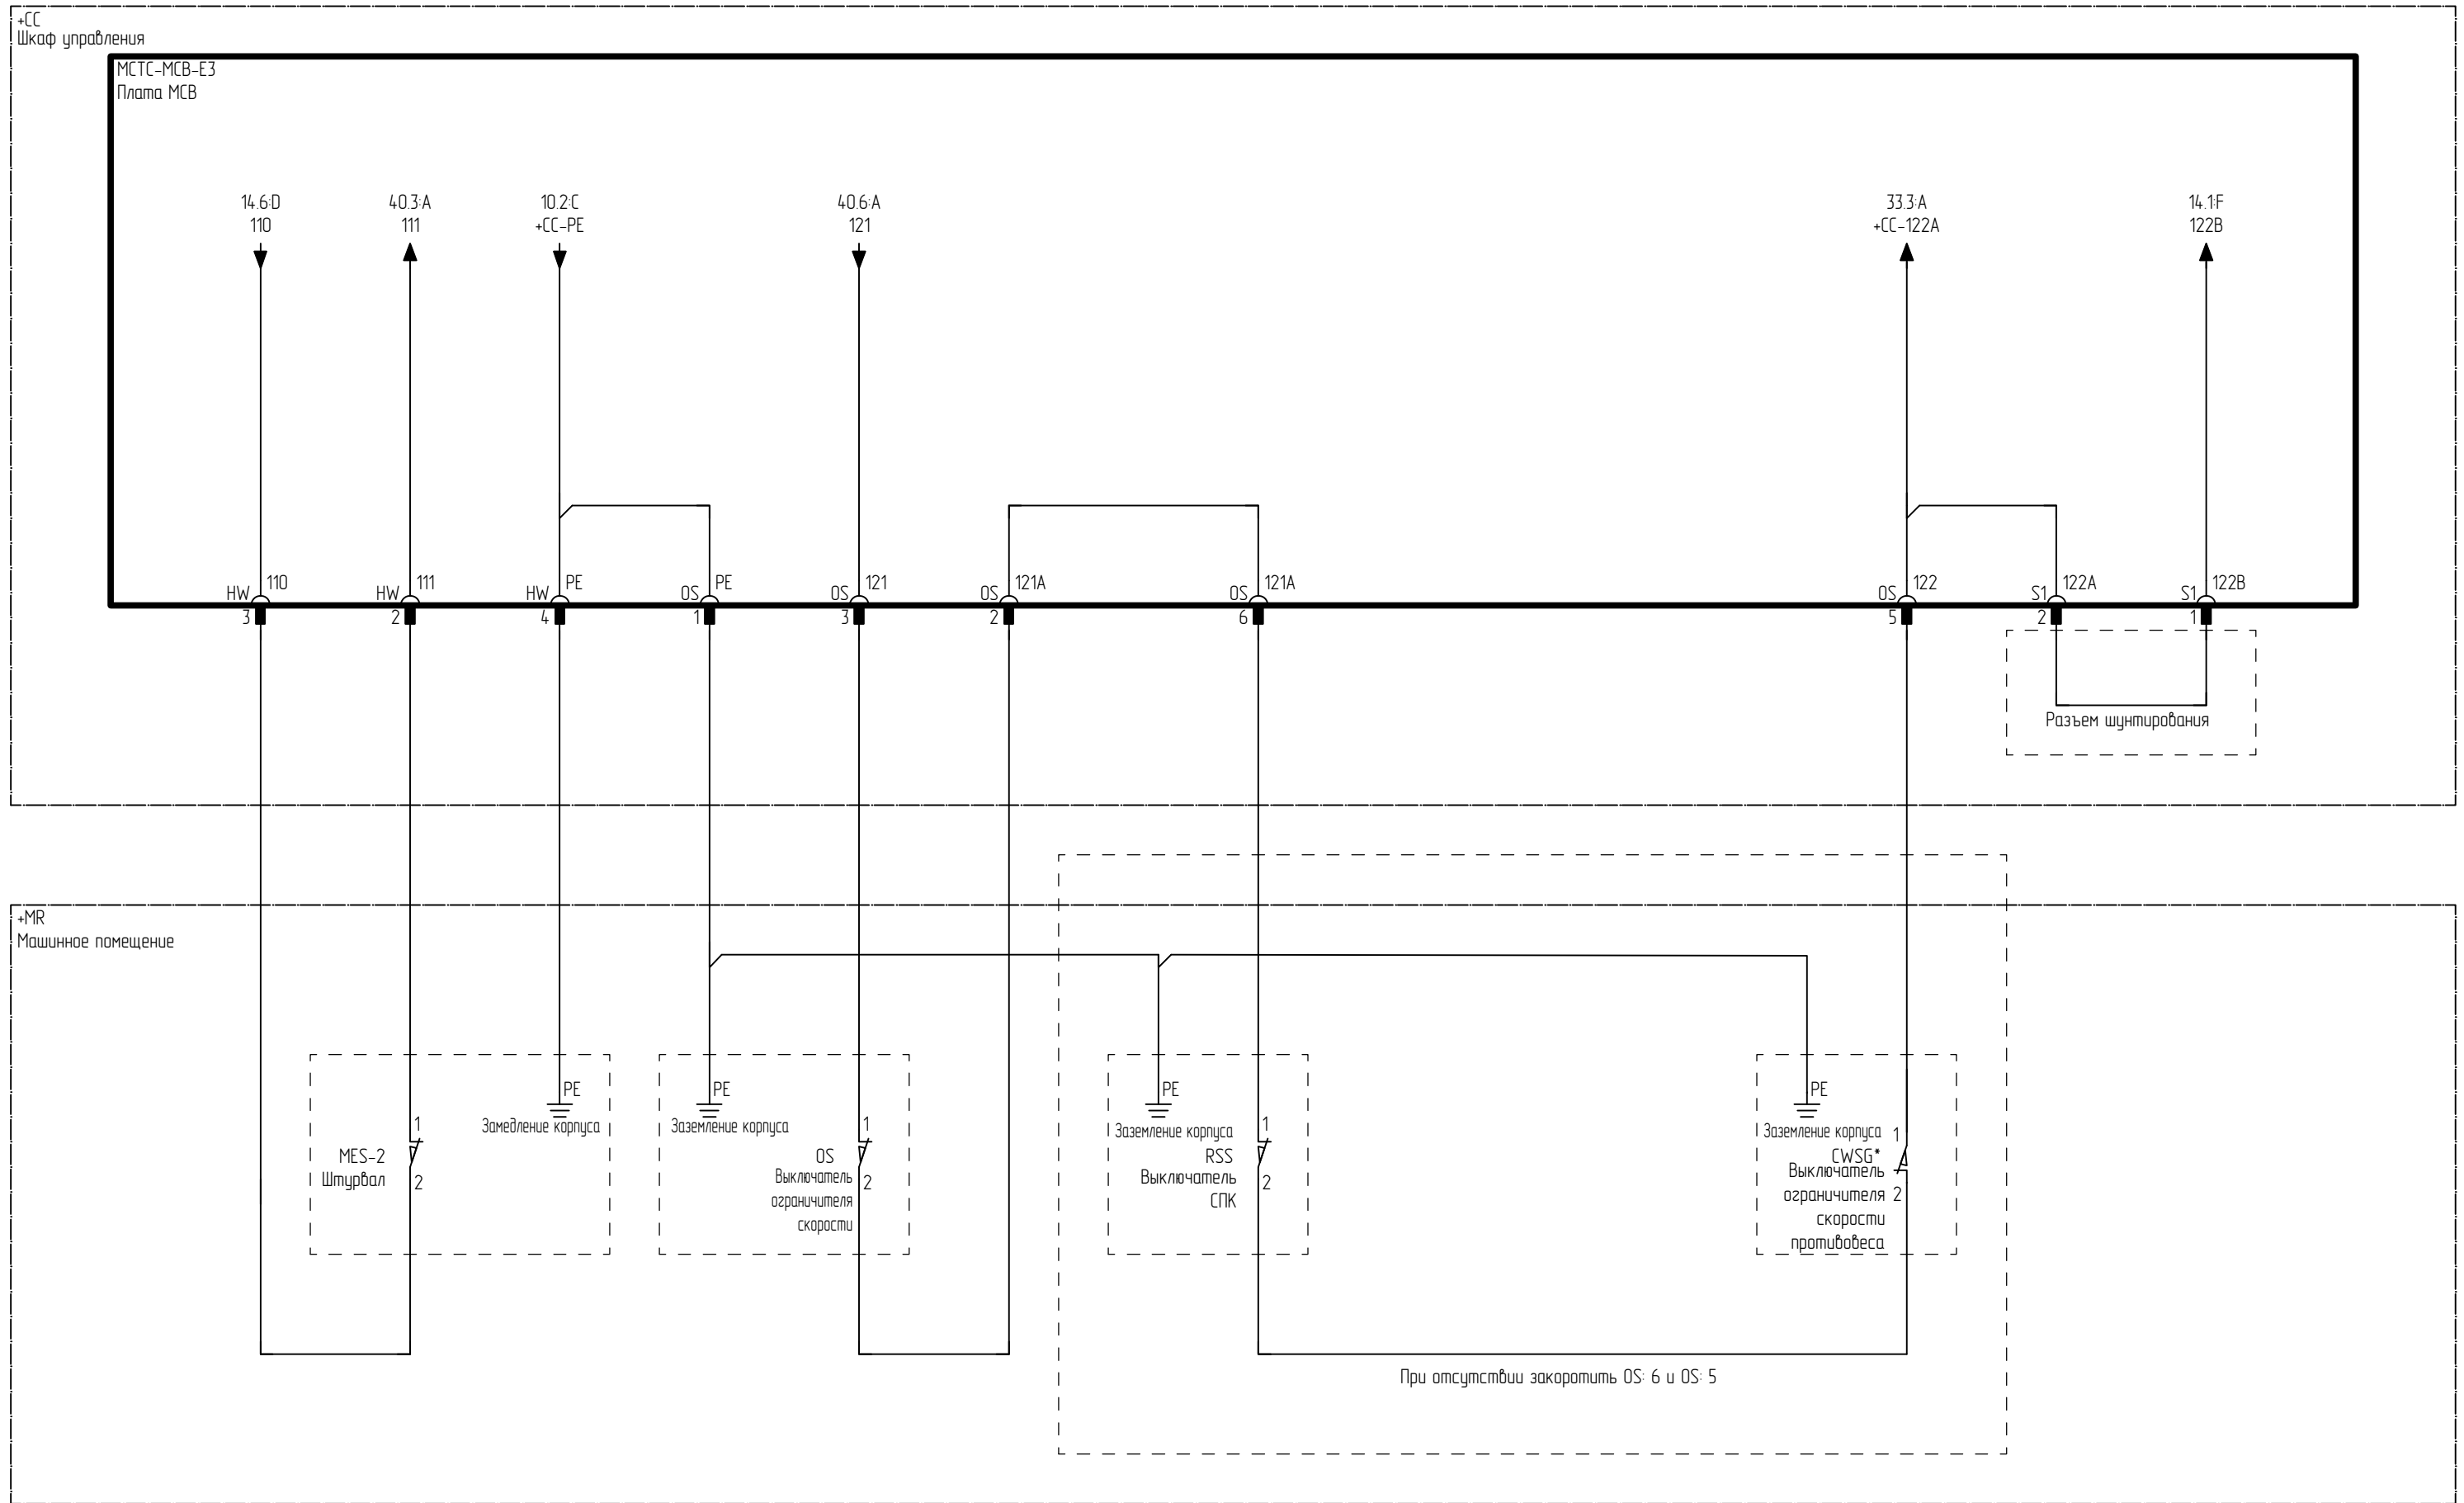 +CC
Шкаф управления
MCTC-MCB-E3
Плата МСВ
14.6:D
110
40.3:A
111
10.2:C
+CC-PE
40.6:A
121
33.3:A
+CC-122A
14.1:F
122B
HW 110
3
HW 111
2
HW PE
4
OS PE
1
OS 121
3
OS 121A
2
OS 121A
6
OS 122
5
S1 122A
2
S1 122B
1
Разъем шунтирования
+MR
Машинное помещение
PE
Замедление корпуса
1
MES-2
Штурвал
2
PE
Заземление корпуса
1
OS
Выключатель
ограничителя
скорости
2
PE
Заземление корпуса
1
RSS
Выключатель
СПК
2
PE
Заземление корпуса
1
CWSG*
Выключатель
ограничителя
скорости
противовеса
2
При отсутствии закоротить OS: 6 и OS: 5